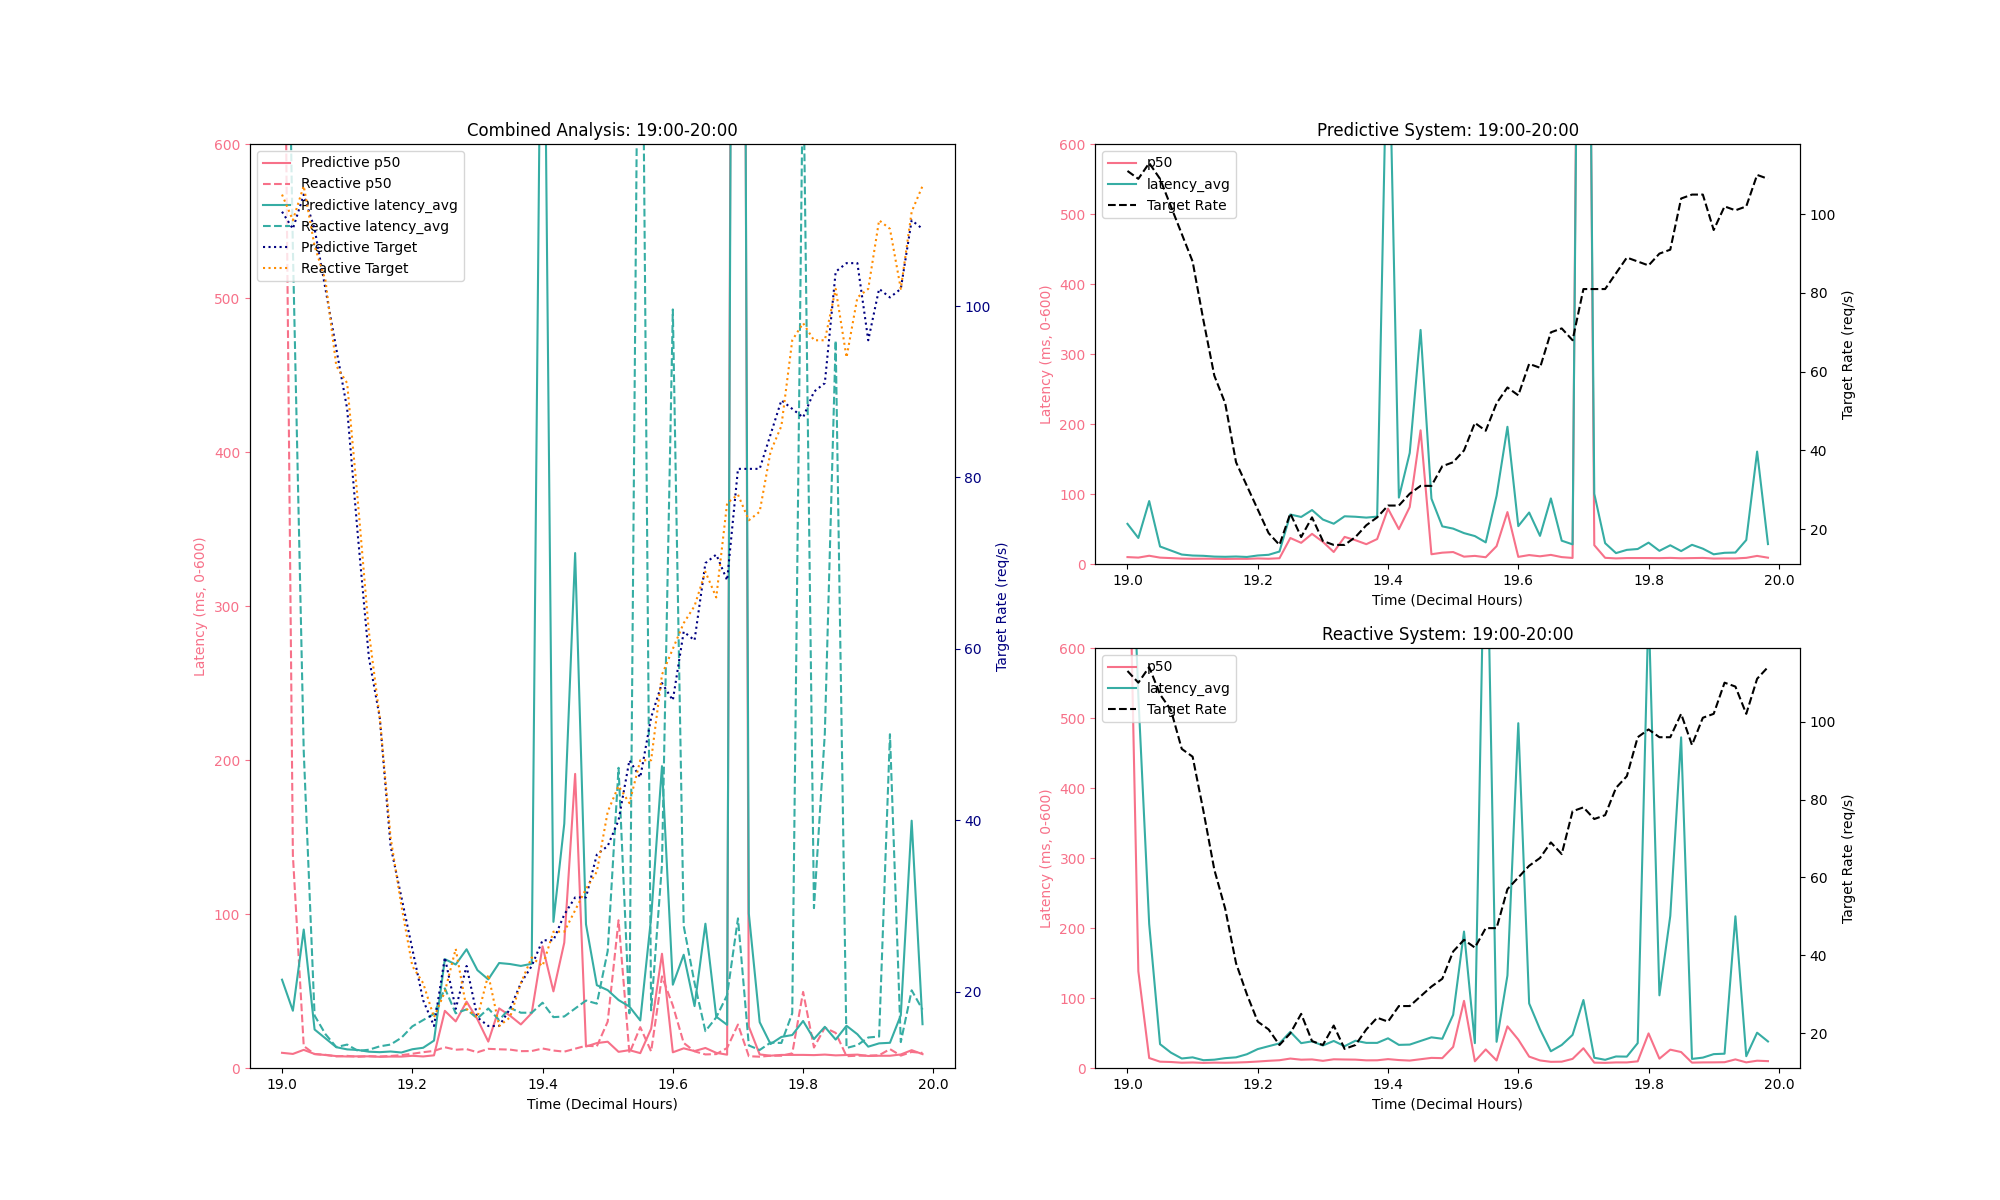 Combined Analysis: 19:00-20:00
600
500
400
300
200
100
0
Latency (ms, 0-600)
Predictive p50
Reactive p50
Predictive latency_avg
Reactive latency_avg
Predictive Target
Reactive Target
100
80
60
40
20
Target Rate (req/s)
19.0 19.2 19.4 19.6 19.8 20.0
Time (Decimal Hours)
Predictive System: 19:00-20:00
600
500
400
300
200
100
0
Latency (ms, 0-600)
p50
latency_avg
Target Rate
100
80
60
40
20
Target Rate (req/s)
19.0 19.2 19.4 19.6 19.8 20.0
Time (Decimal Hours)
Reactive System: 19:00-20:00
600
500
400
300
200
100
0
Latency (ms, 0-600)
p50
latency_avg
Target Rate
100
80
60
40
20
Target Rate (req/s)
19.0 19.2 19.4 19.6 19.8 20.0
Time (Decimal Hours)